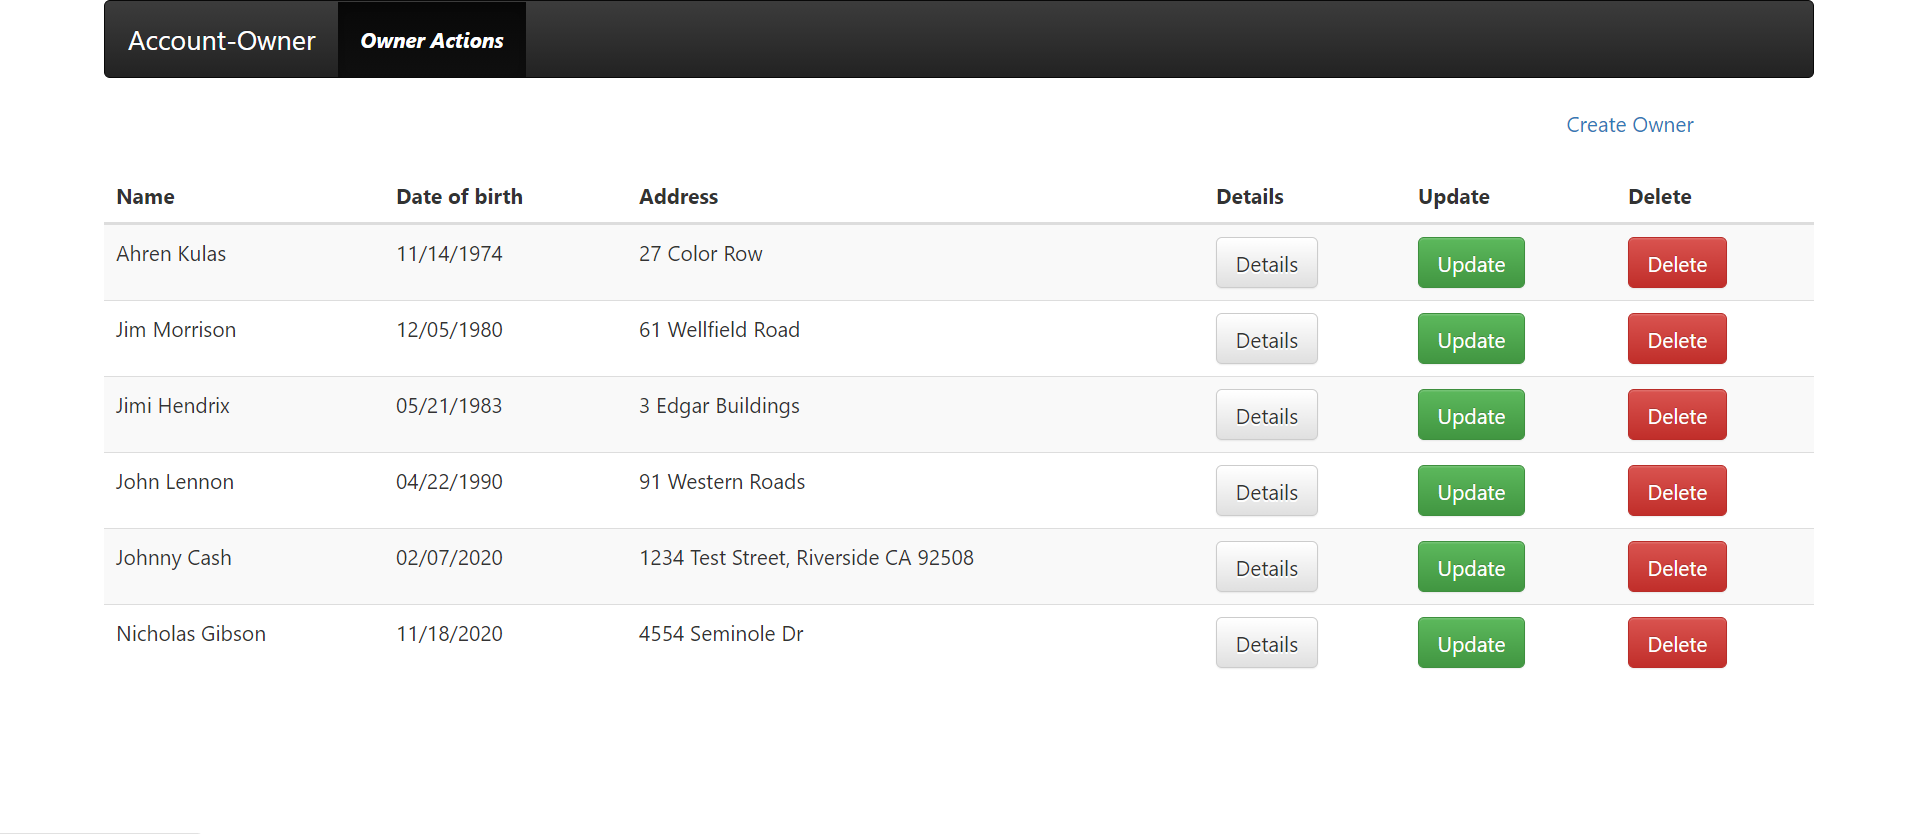 Account-Owner Owner Actions
Create Owner
Name Date of birth Address Details Update Delete
Ahren Kulas 11/14/1974 27 Color Row Details Update Delete
Jim Morrison 12/05/1980 61 Wellfield Road Details Update Delete
Jimi Hendrix 05/21/1983 3 Edgar Buildings Details Update Delete
John Lennon 04/22/1990 91 Western Roads Details Update Delete
Johnny Cash 02/07/2020 1234 Test Street, Riverside CA 92508 Details Update Delete
Nicholas Gibson 11/18/2020 4554 Seminole Dr Details Update Delete